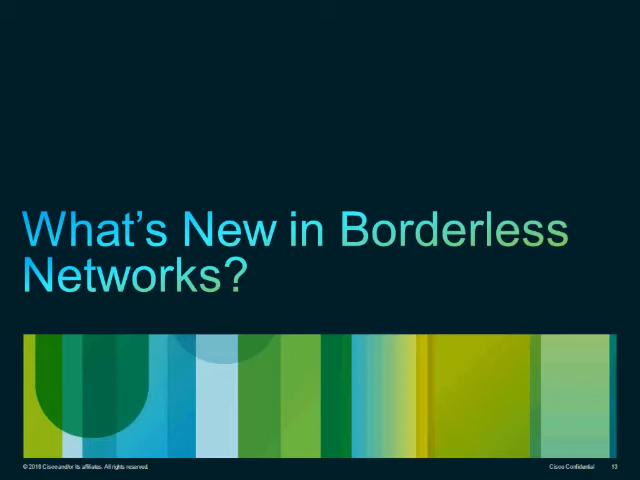 What's New in Borderless
Networks?
© 2010 Cisco and/or its affiliates. All rights reserved.
Cisco Confidential
13